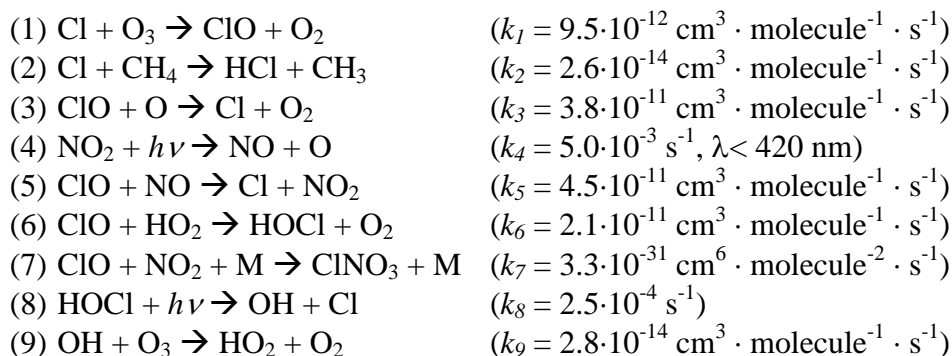 (1) Cl + O₃ → ClO + O₂ (k₁ = 9.5·10⁻¹² cm³ · molecule⁻¹ · s⁻¹)
(2) Cl + CH₄ → HCl + CH₃ (k₂ = 2.6·10⁻¹⁴ cm³ · molecule⁻¹ · s⁻¹)
(3) ClO + O → Cl + O₂ (k₃ = 3.8·10⁻¹¹ cm³ · molecule⁻¹ · s⁻¹)
(4) NO₂ + hν → NO + O (k₄ = 5.0·10⁻³ s⁻¹, λ< 420 nm)
(5) ClO + NO → Cl + NO₂ (k₅ = 4.5·10⁻¹¹ cm³ · molecule⁻¹ · s⁻¹)
(6) ClO + HO₂ → HOCl + O₂ (k₆ = 2.1·10⁻¹¹ cm³ · molecule⁻¹ · s⁻¹)
(7) ClO + NO₂ + M → ClNO₃ + M (k₇ = 3.3·10⁻³¹ cm⁶ · molecule⁻² · s⁻¹)
(8) HOCl + hν → OH + Cl (k₈ = 2.5·10⁻⁴ s⁻¹)
(9) OH + O₃ → HO₂ + O₂ (k₉ = 2.8·10⁻¹⁴ cm³ · molecule⁻¹ · s⁻¹)